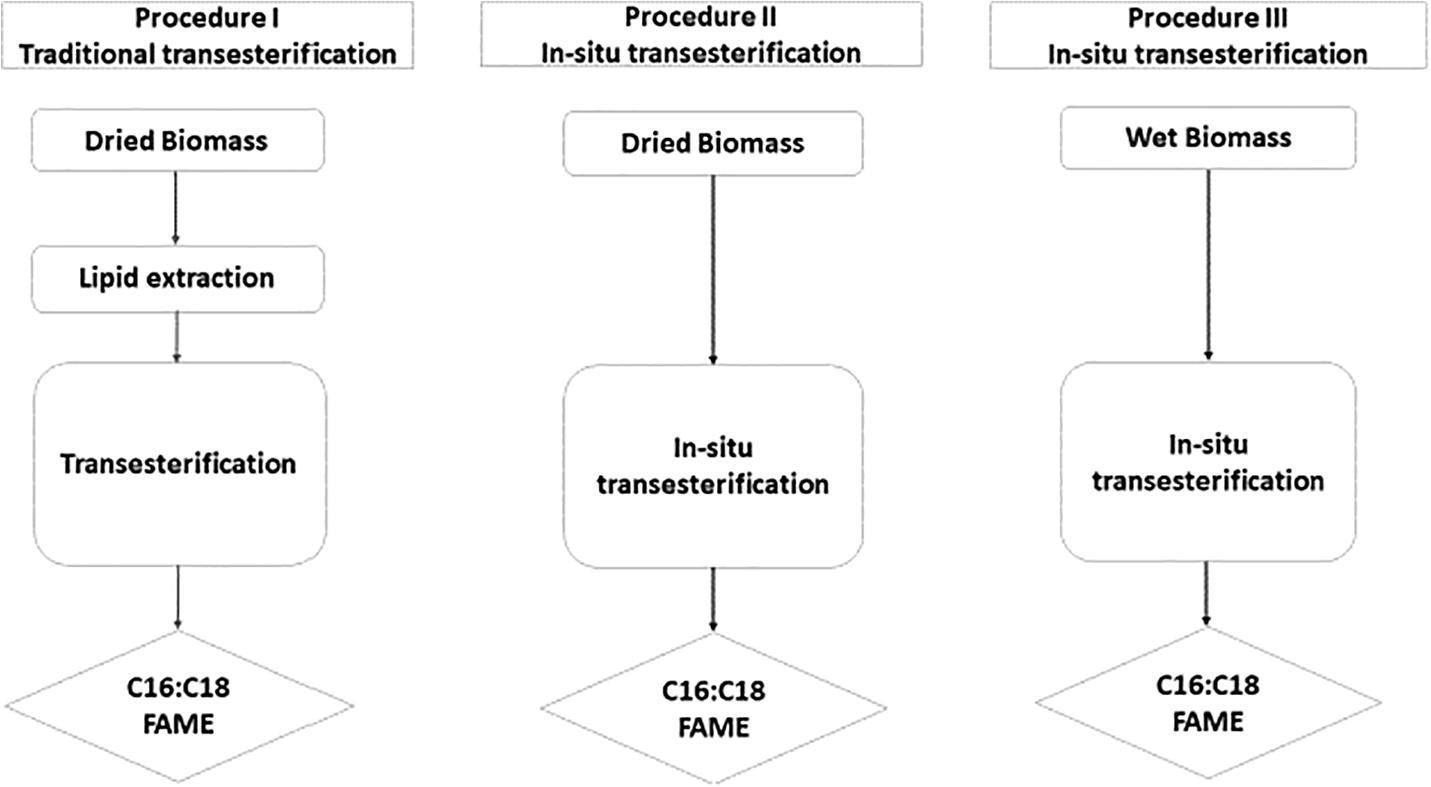 Procedure I
Traditional transesterification
Dried Biomass
Lipid extraction
Transesterification
C16:C18
FAME
Procedure II
In-situ transesterification
Dried Biomass
In-situ
transesterification
C16:C18
FAME
Procedure III
In-situ transesterification
Wet Biomass
In-situ
transesterification
C16:C18
FAME